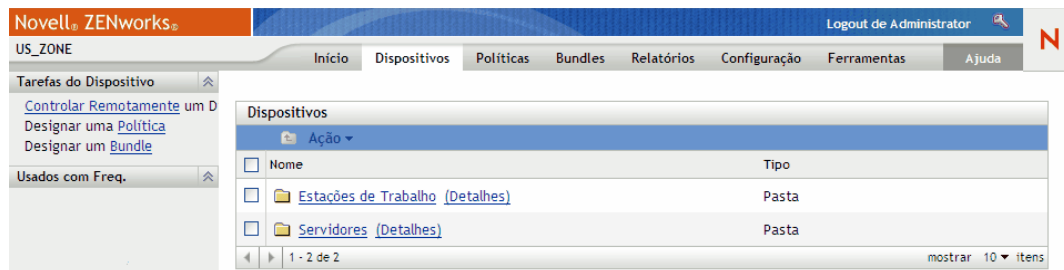 Novell® ZENworks®
Logout de Administrator
US_ZONE
Início Dispositivos Políticas Bundles Relatórios Configuração Ferramentas Ajuda
N
Tarefas do Dispositivo
Controlar Remotamente um D
Designar uma Política
Designar um Bundle
Usados com Freq.
Dispositivos
Ação
Nome Tipo
Estações de Trabalho (Detalhes) Pasta
Servidores (Detalhes) Pasta
1 - 2 de 2 mostrar 10 itens